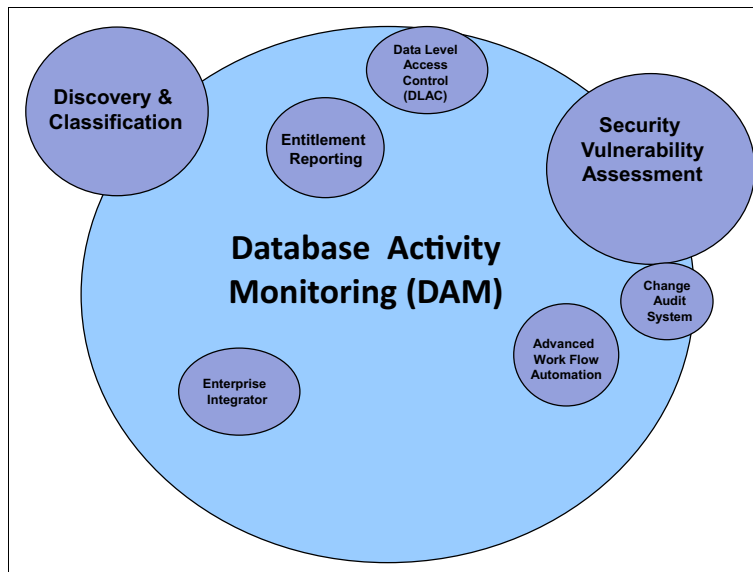 Discovery &
Classification
Data Level
Access
Control
(DLAC)
Entitlement
Reporting
Security
Vulnerability
Assessment
Database Activity
Monitoring (DAM)
Change
Audit
System
Advanced
Work Flow
Automation
Enterprise
Integrator